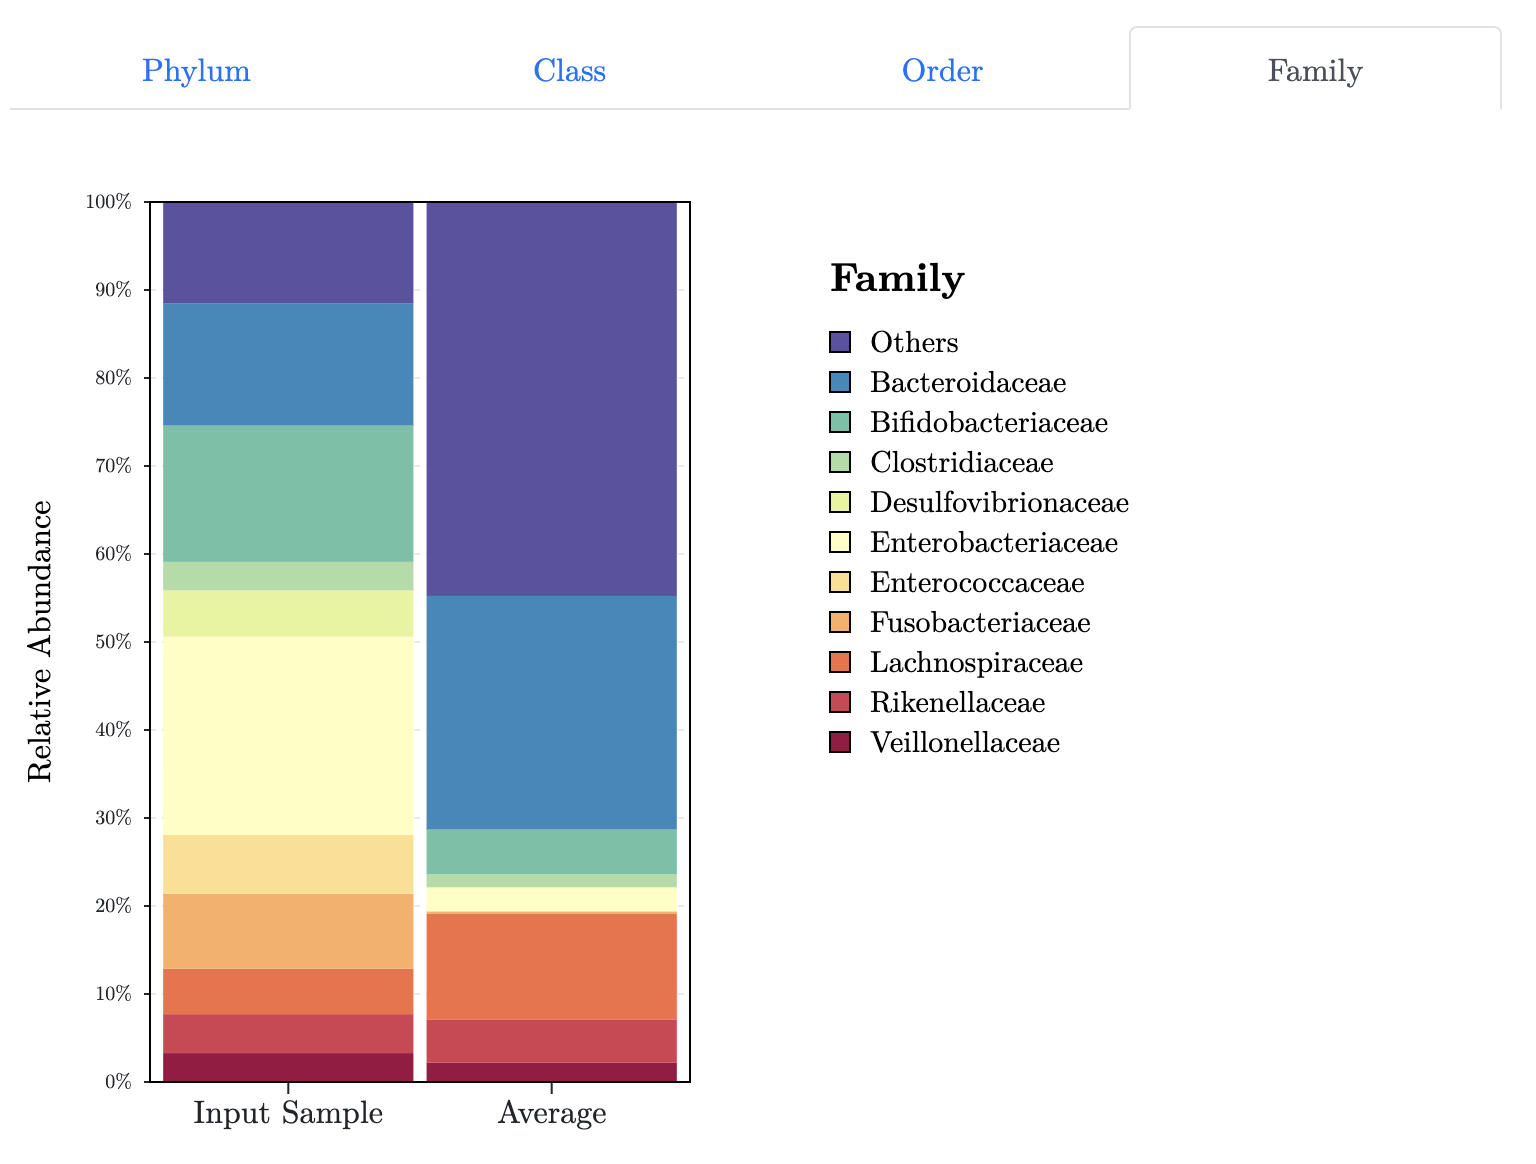 Phylum Class Order Family
100%
90%
80%
70%
60%
50%
40%
30%
20%
10%
0%
Relative Abundance
Input Sample Average
Family
Others
Bacteroidaceae
Bifidobacteriaceae
Clostridiaceae
Desulfovibrionaceae
Enterobacteriaceae
Enterococcaceae
Fusobacteriaceae
Lachnospiraceae
Rikenellaceae
Veillonellaceae